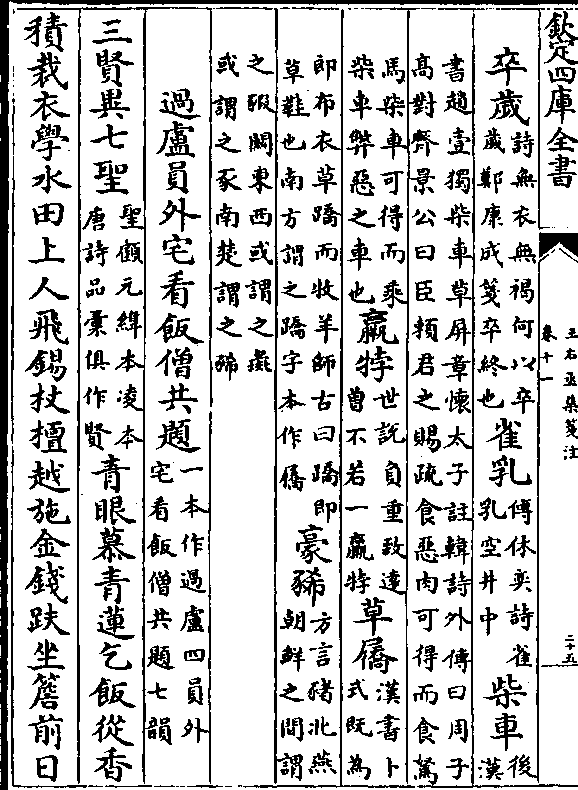 欽定四庫全書
王右丞集箋注
卷十一
二十五
卒歲詩無衣無褐何以卒歲鄭康成箋卒終也雀乳傅休奕詩雀乳空井中柴車後漢
書趙壹獨柴車草屏章懷太子註韓詩外傳曰周子
高對齊景公曰臣賴君之賜疏食惡肉可得而食駑
馬柴車可得而乘柴車弊惡之車也羸牸世説負重致遠曾不若一羸牸草屩漢書卜式既為
即布衣草蹻而牧羊師古曰蹻即草鞋也南方謂之蹻字本作屩豪豨方言豬北燕朝鮮之間謂
之豭關東西或謂之彘
或謂之豕南楚謂之豨
過盧員外宅看飯僧共題一本作過盧四員外宅看飯僧共題七韻
三賢異七聖聖顧元緯本凌本唐詩品彚俱作賢青眼慕青蓮乞飯從香
積裁衣學水田上人飛錫杖檀越施金錢趺坐簷前日